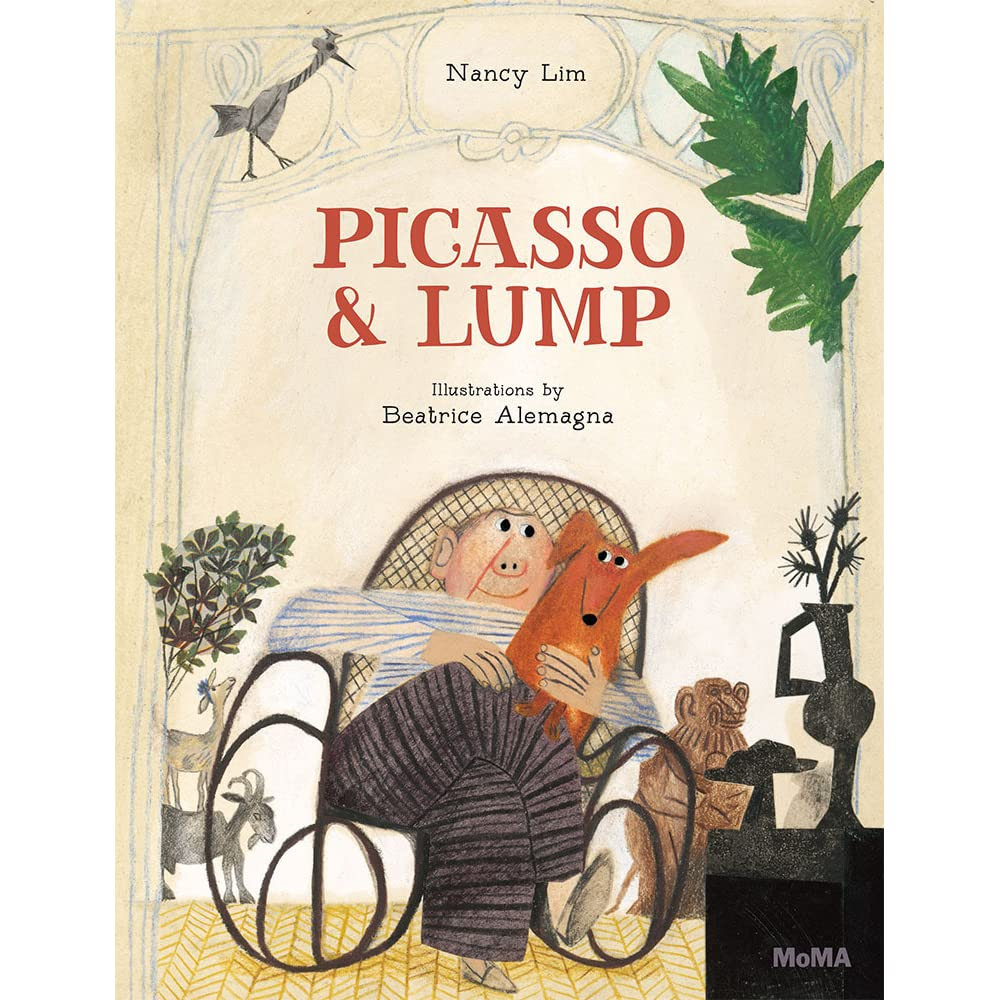 Nancy Lim
PICASSO
& LUMP
Illustrations by
Beatrice Alemagna
MoMA